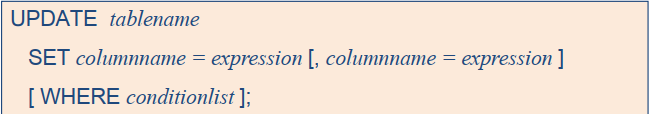 UPDATE tablename
SET columnname = expression [, columnname = expression ]
[ WHERE conditionlist ];